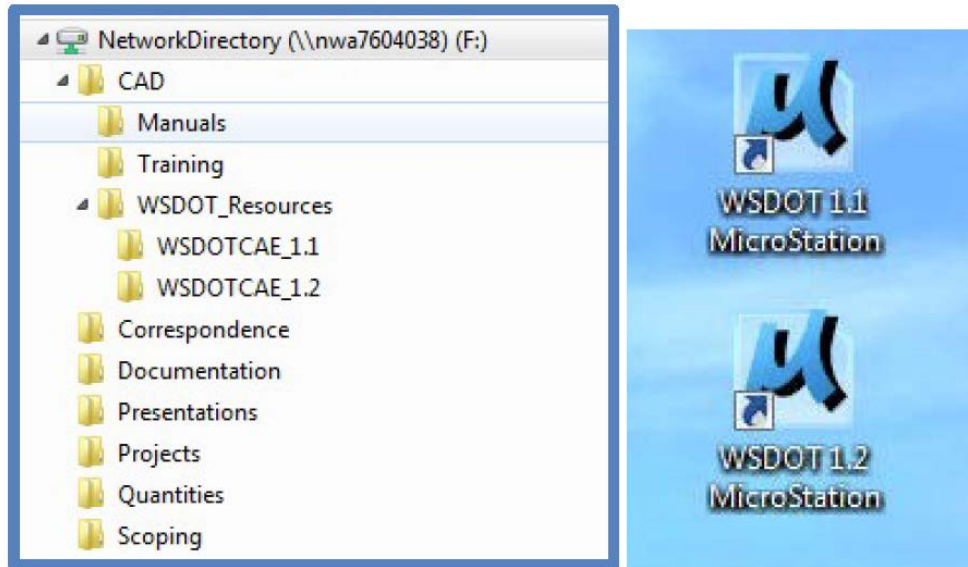 NetworkDirectory (\\nwa7604038) (F:)
CAD
Manuals
Training
WSDOT_Resources
WSDOTCAE_1.1
WSDOTCAE_1.2
Correspondence
Documentation
Presentations
Projects
Quantities
Scoping
µ
WSDOT 1.1
MicroStation
µ
WSDOT 1.2
MicroStation